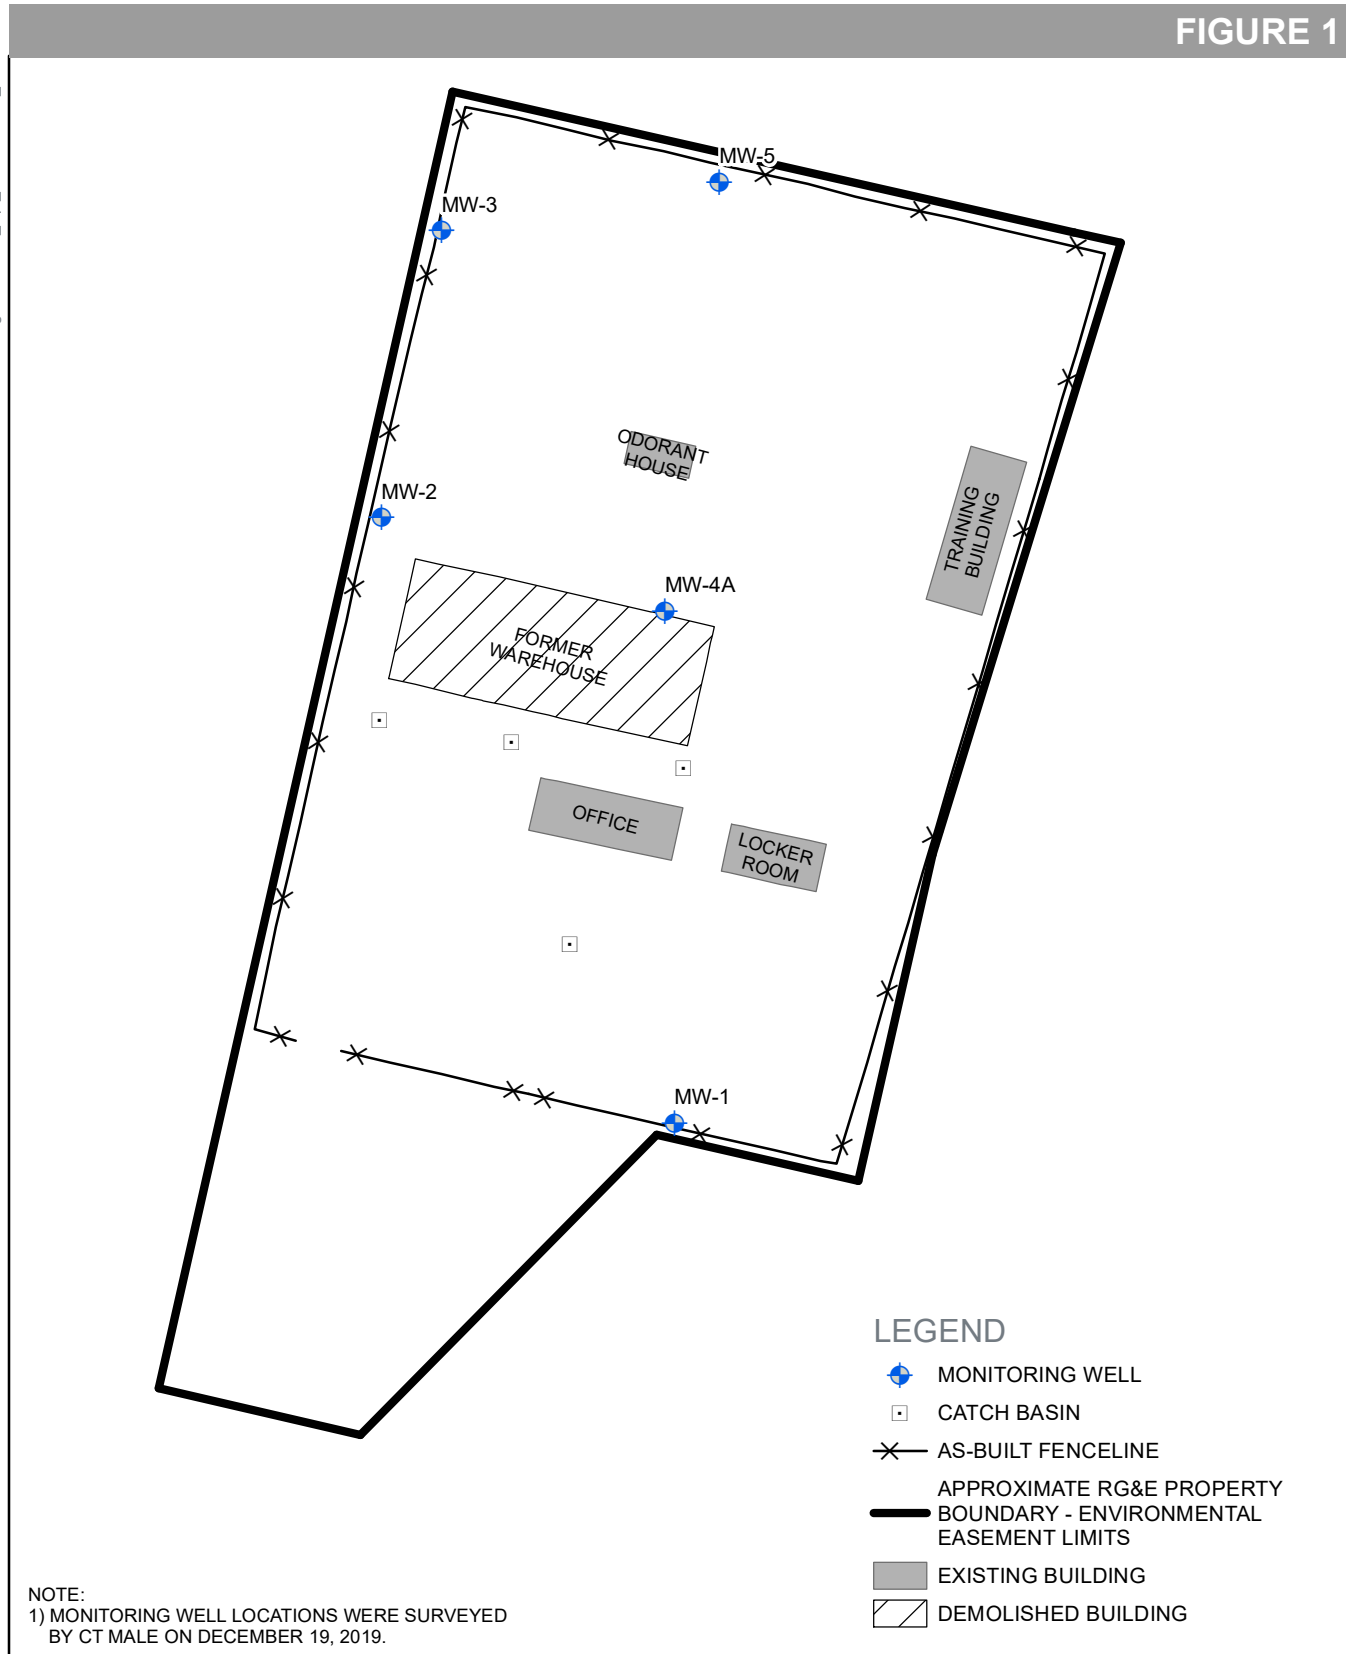 FIGURE 1
MW-5
MW-3
ODORANT
HOUSE
MW-2
TRAINING
BUILDING
MW-4A
FORMER
WAREHOUSE
OFFICE
LOCKER
ROOM
MW-1
LEGEND
MONITORING WELL
CATCH BASIN
AS-BUILT FENCELINE
APPROXIMATE RG&E PROPERTY
BOUNDARY - ENVIRONMENTAL
EASEMENT LIMITS
EXISTING BUILDING
DEMOLISHED BUILDING
NOTE:
1) MONITORING WELL LOCATIONS WERE SURVEYED
BY CT MALE ON DECEMBER 19, 2019.